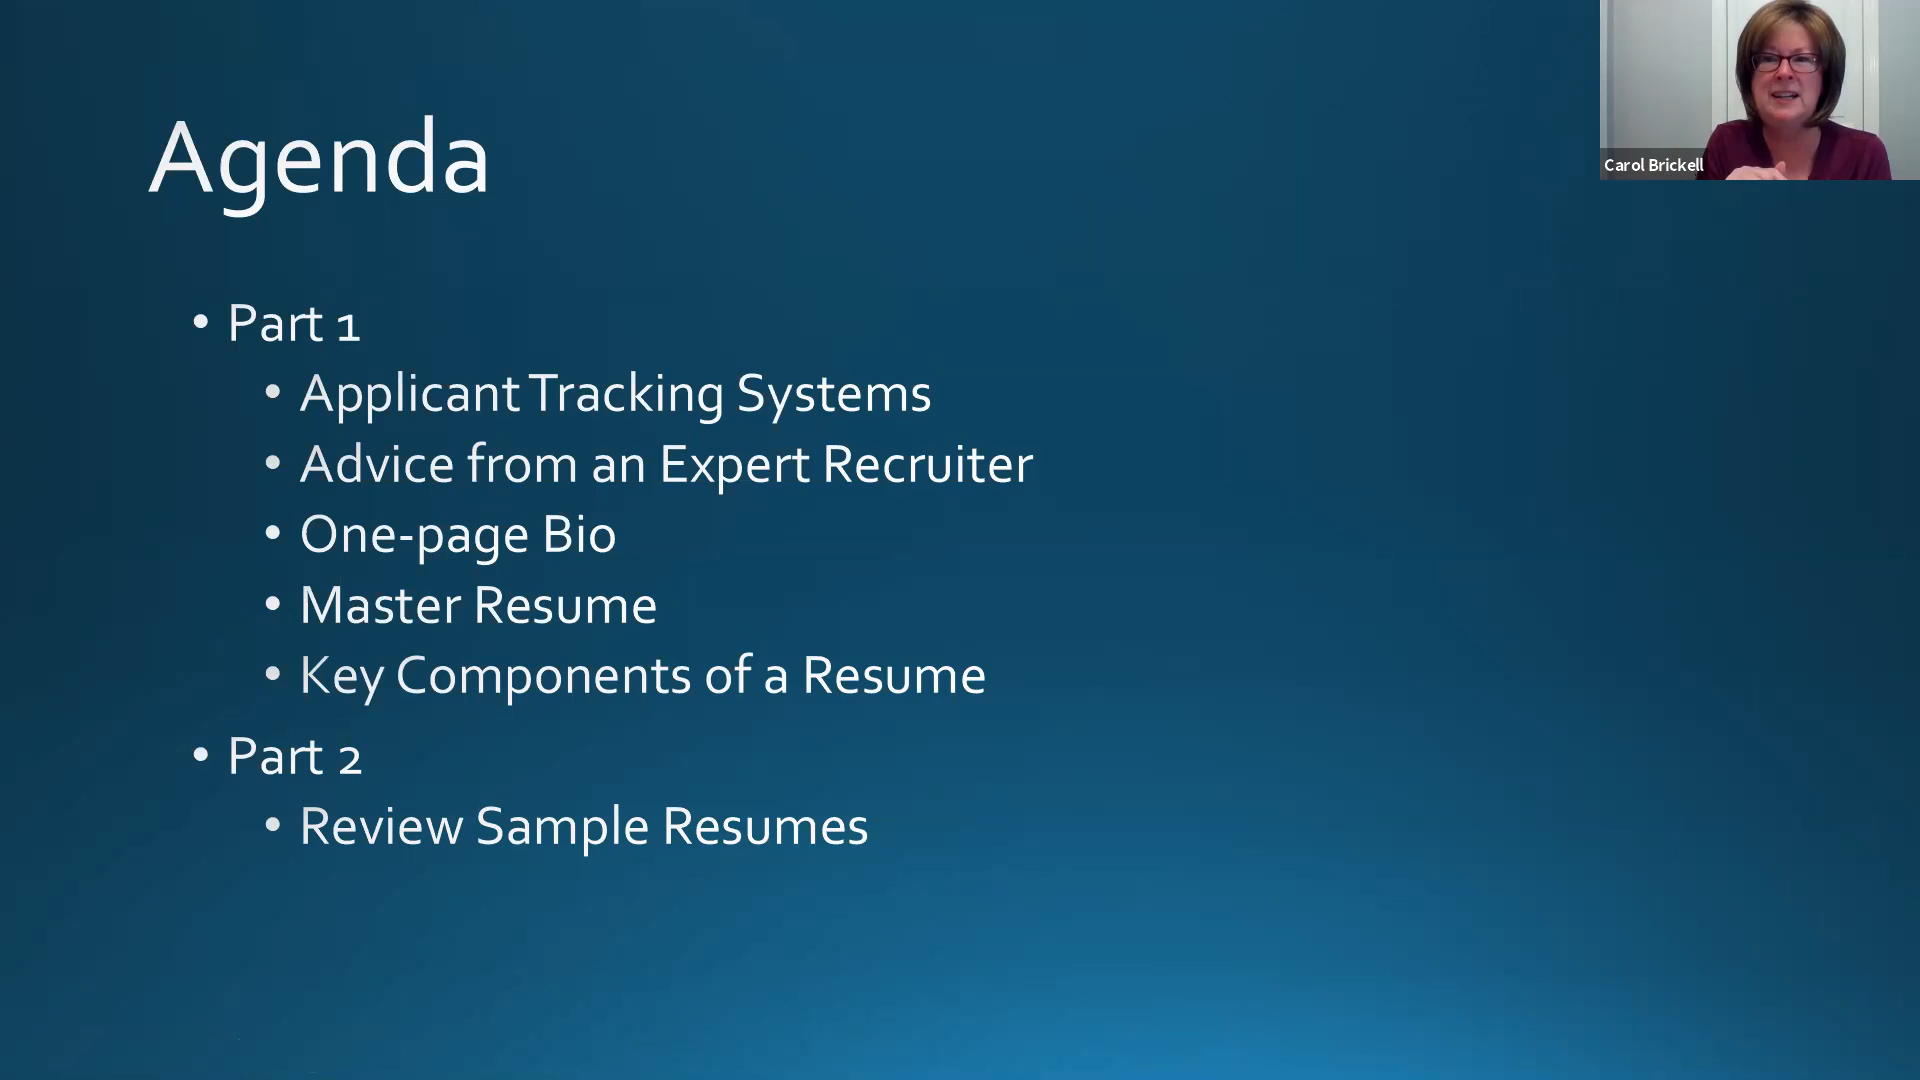 Agenda
• Part 1
• Applicant Tracking Systems
• Advice from an Expert Recruiter
• One-page Bio
• Master Resume
• Key Components of a Resume
• Part 2
• Review Sample Resumes
Carol Brickell